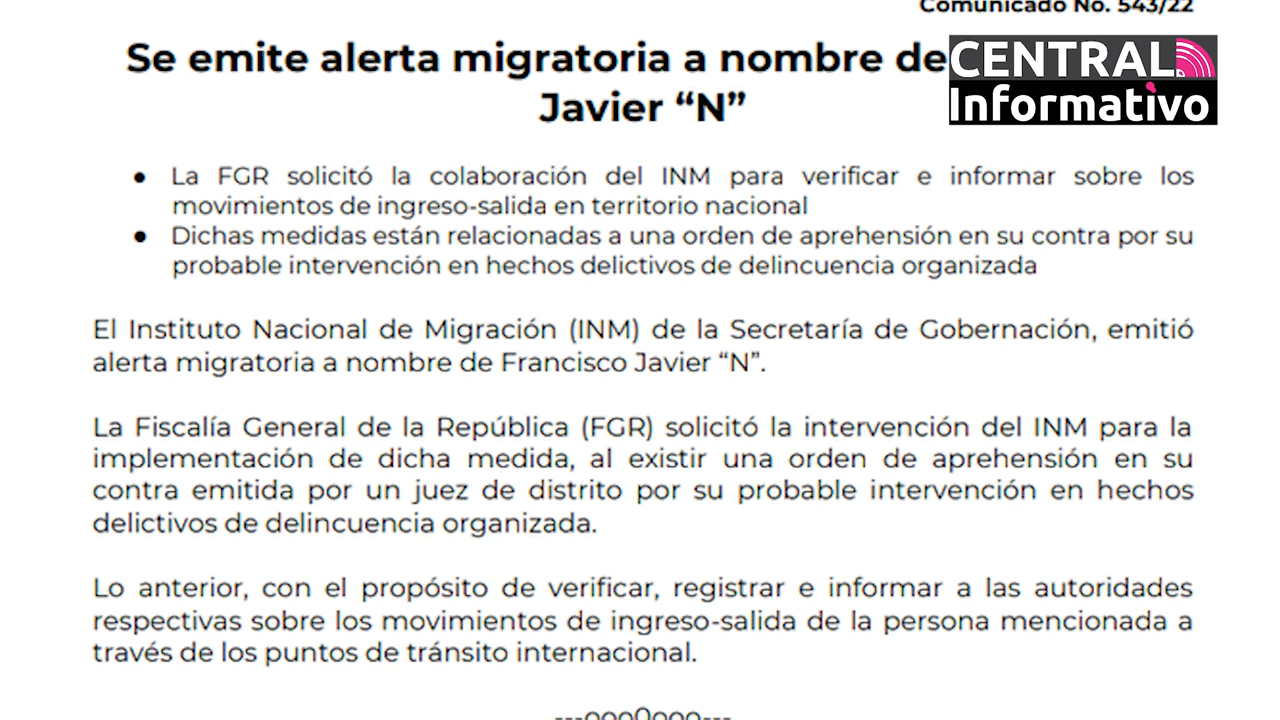 Comunicado No. 543/22
Se emite alerta migratoria a nombre de
CENTRAL
Informativo
Javier “N”
● La FGR solicitó la colaboración del INM para verificar e informar sobre los
movimientos de ingreso-salida en territorio nacional
● Dichas medidas están relacionadas a una orden de aprehensión en su contra por su
probable intervención en hechos delictivos de delincuencia organizada
El Instituto Nacional de Migración (INM) de la Secretaría de Gobernación, emitió
alerta migratoria a nombre de Francisco Javier “N”.
La Fiscalía General de la República (FGR) solicitó la intervención del INM para la
implementación de dicha medida, al existir una orden de aprehensión en su
contra emitida por un juez de distrito por su probable intervención en hechos
delictivos de delincuencia organizada.
Lo anterior, con el propósito de verificar, registrar e informar a las autoridades
respectivas sobre los movimientos de ingreso-salida de la persona mencionada a
través de los puntos de tránsito internacional.
---ooo0ooo---